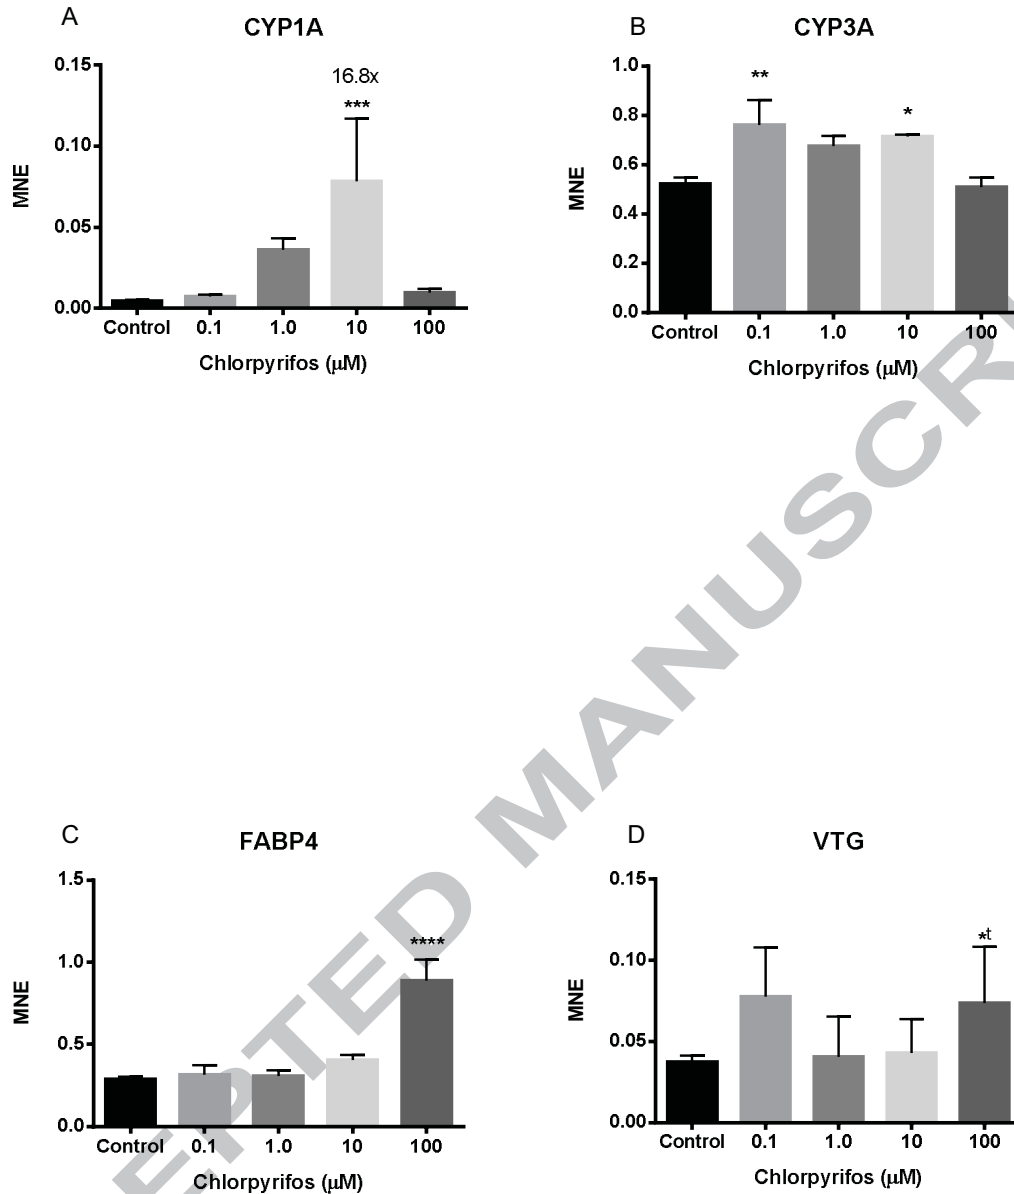 A
CYP1A
0.15
0.10
0.05
0.00
MNE
16.8x
***
Control 0.1 1.0 10 100
Chlorpyrifos (µM)
B
CYP3A
1.0
0.8
0.6
0.4
0.2
0.0
MNE
**
*
Control 0.1 1.0 10 100
Chlorpyrifos (µM)
C
FABP4
1.5
1.0
0.5
0.0
MNE
****
Control 0.1 1.0 10 100
Chlorpyrifos (µM)
D
VTG
0.15
0.10
0.05
0.00
MNE
*t
Control 0.1 1.0 10 100
Chlorpyrifos (µM)
EPTED MANUSCRI